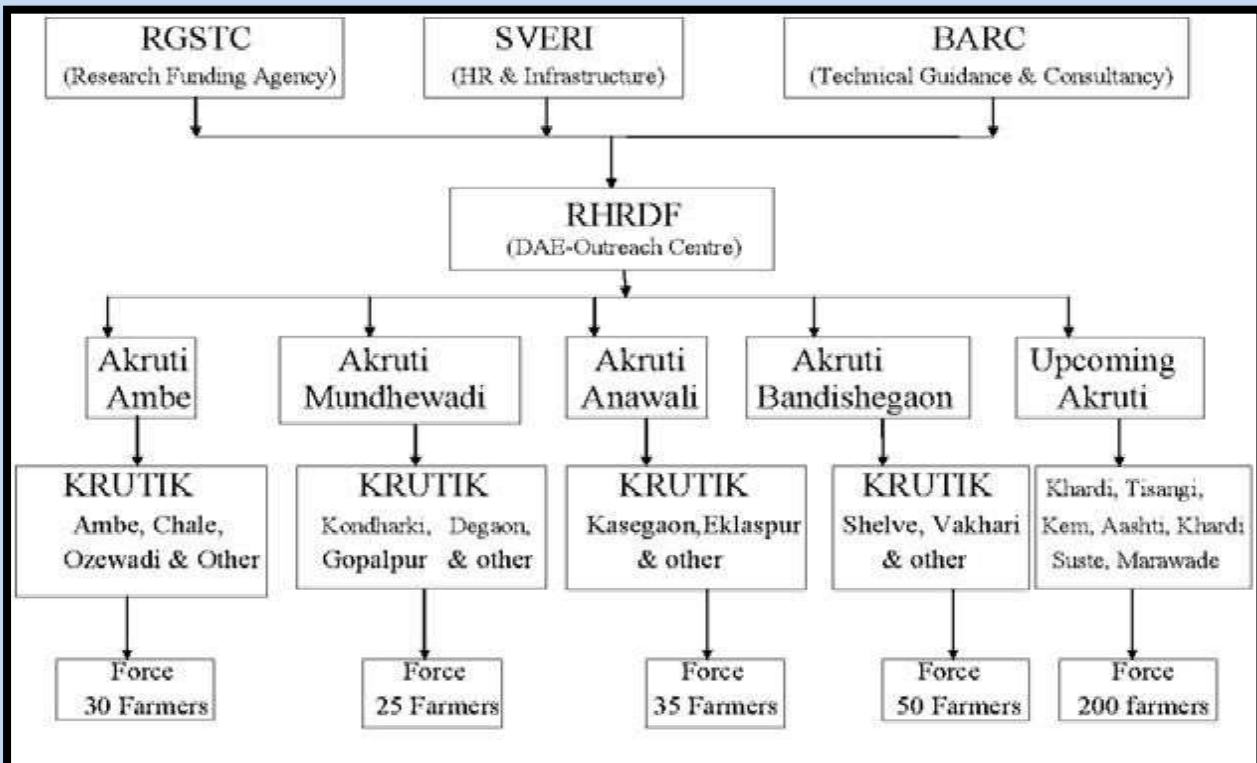 RGSTC
(Research Funding Agency)
SVERI
(HR & Infrastructure)
BARC
(Technical Guidance & Consultancy)
RHRDF
(DAE-Outreach Centre)
Akruti
Ambe
Akruti
Mundhewadi
Akruti
Anawali
Akruti
Bandishegaon
Upcoming
Akruti
KRUTIK
Ambe, Chale,
Ozewadi & Other
KRUTIK
Kondharki, Degaon,
Gopalpur & other
KRUTIK
Kasegaon,Eklaspur
& other
KRUTIK
Shelve, Vakhari
& other
Khardi, Tisangi,
Kem, Aashti, Khardi
Suste, Marawade
Force
30 Farmers
Force
25 Farmers
Force
35 Farmers
Force
50 Farmers
Force
200 farmers